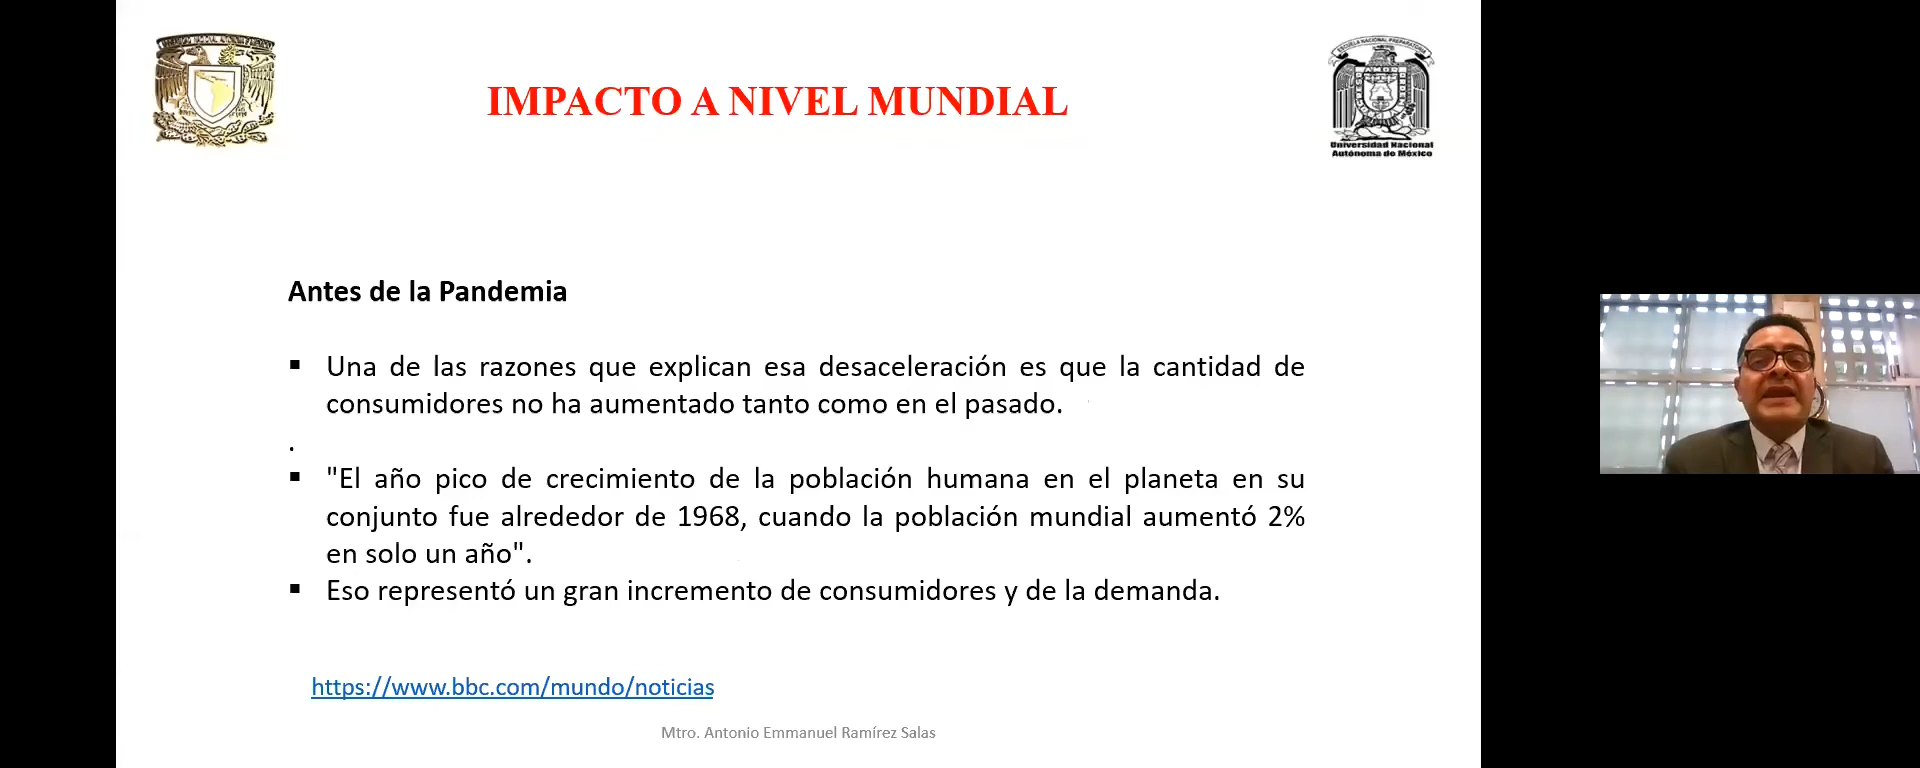 IMPACTO A NIVEL MUNDIAL
ESCUELA NACIONAL PREPARATORIA
Universidad Nacional
Autónoma de México
Antes de la Pandemia
▪ Una de las razones que explican esa desaceleración es que la cantidad de
consumidores no ha aumentado tanto como en el pasado.
.
▪ "El año pico de crecimiento de la población humana en el planeta en su
conjunto fue alrededor de 1968, cuando la población mundial aumentó 2%
en solo un año".
▪ Eso representó un gran incremento de consumidores y de la demanda.
https://www.bbc.com/mundo/noticias
Mtro. Antonio Emmanuel Ramírez Salas